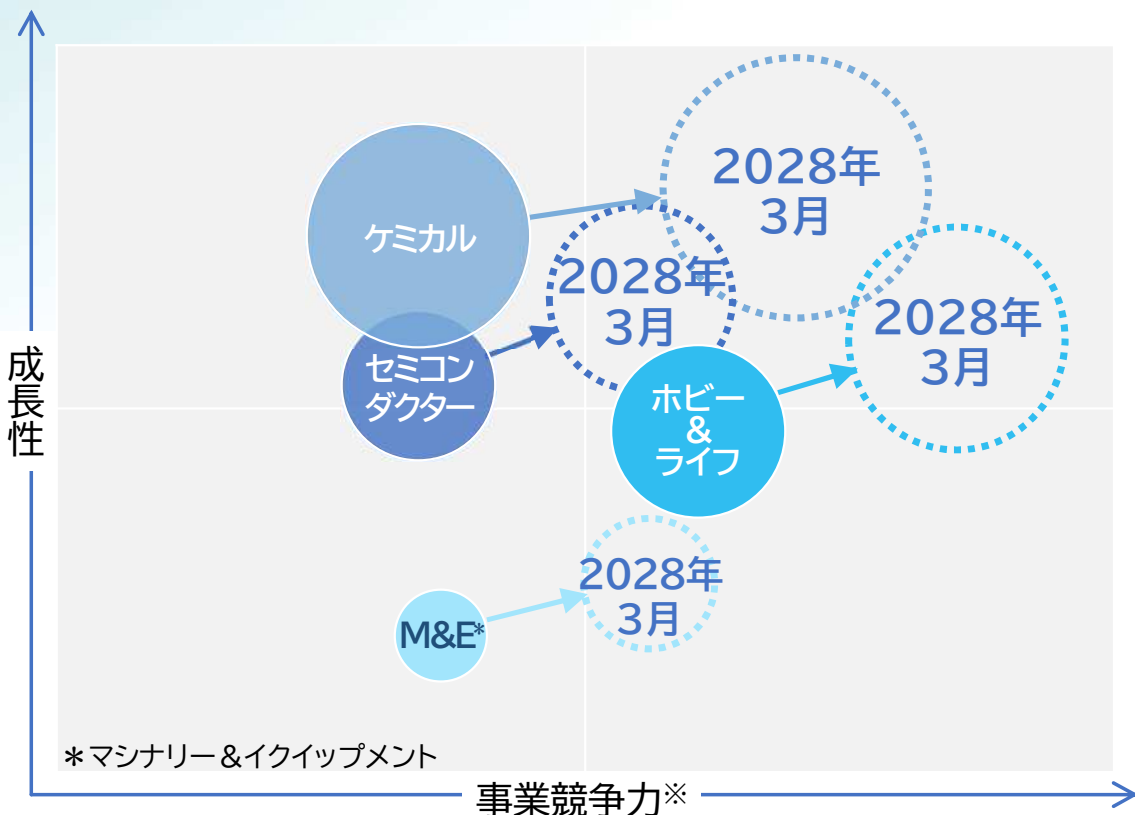 成長性
2028年
3月
ケミカル
2028年
3月
2028年
3月
セミコン
ダクター
ホビー
&
ライフ
2028年
3月
M&E*
*マシナリー&イクイップメント
事業競争力※